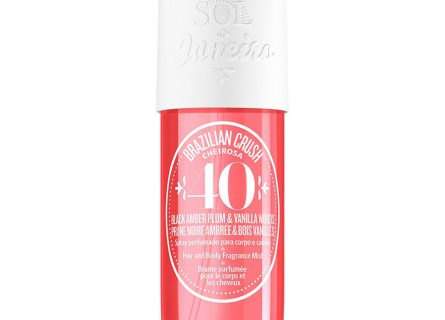 SOL
de
Janeiro
BRAZILIAN CRUSH
CHEIROSA
40
BLACK AMBER PLUM & VANILLA WOODS
PRUNE NOIRE AMBRÉE & BOIS VANILLÉS
Spray perfumado para corpo e cabelo
Hair and Body Fragrance Mist
Brume parfumée
pour le corps et
les cheveux